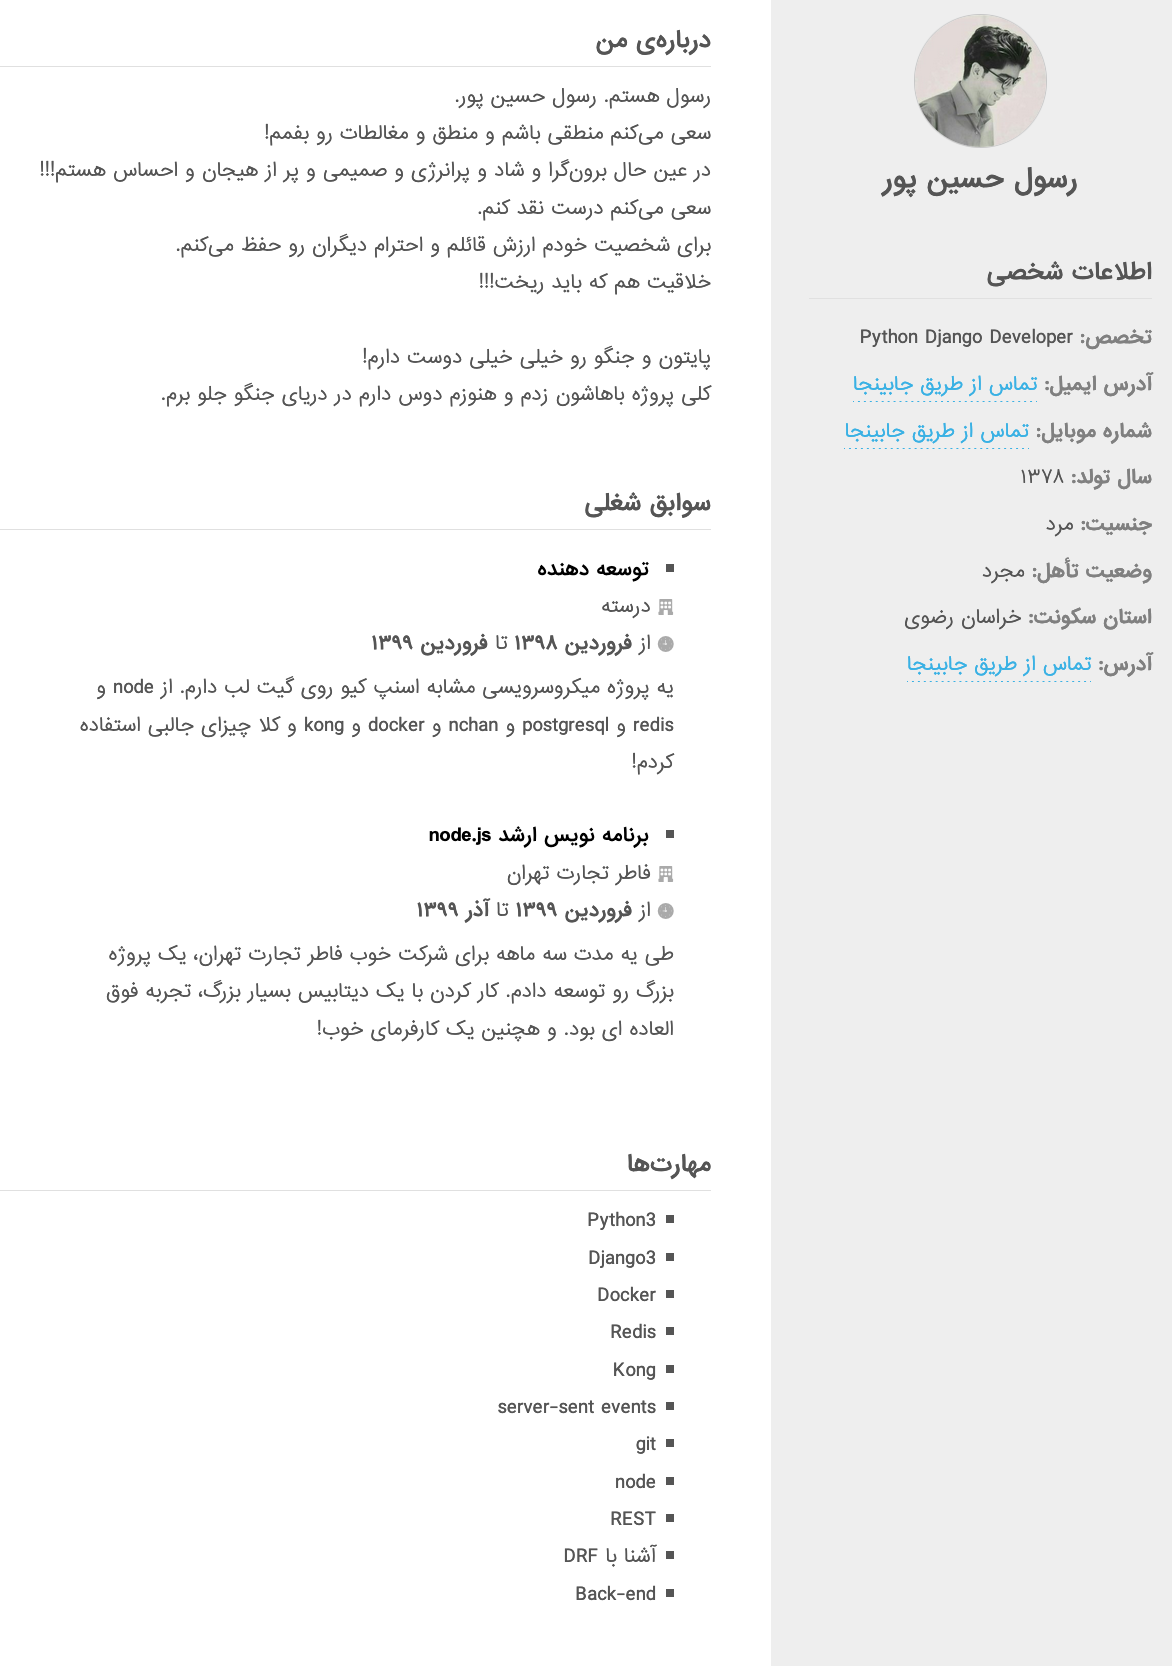 رسول حسین پور
اطلاعات شخصی
تخصص: Python Django Developer
آدرس ایمیل: تماس از طریق جابینجا
شماره موبایل: تماس از طریق جابینجا
سال تولد: ۱۳۷۸
جنسیت: مرد
وضعیت تأهل: مجرد
استان سکونت: خراسان رضوی
آدرس: تماس از طریق جابینجا
درباره‌ی من
رسول هستم. رسول حسین پور.
سعی می‌کنم منطقی باشم و منطق و مغالطات رو بفمم!
در عین حال برون‌گرا و شاد و پرانرژی و صمیمی و پر از هیجان و احساس هستم!!!
سعی می‌کنم درست نقد کنم.
برای شخصیت خودم ارزش قائلم و احترام دیگران رو حفظ می‌کنم.
خلاقیت هم که باید ریخت!!!
پایتون و جنگو رو خیلی خیلی دوست دارم!
کلی پروژه باهاشون زدم و هنوزم دوس دارم در دریای جنگو جلو برم.
سوابق شغلی
توسعه دهنده
درسته
از فروردین ۱۳۹۸ تا فروردین ۱۳۹۹
یه پروژه میکروسرویسی مشابه اسنپ کیو روی گیت لب دارم. از node و
redis و postgresql و nchan و docker و kong و کلا چیزای جالبی استفاده
کردم!
برنامه نویس ارشد node.js
فاطر تجارت تهران
از فروردین ۱۳۹۹ تا آذر ۱۳۹۹
طی یه مدت سه ماهه برای شرکت خوب فاطر تجارت تهران، یک پروژه
بزرگ رو توسعه دادم. کار کردن با یک دیتابیس بسیار بزرگ، تجربه فوق
العاده ای بود. و هچنین یک کارفرمای خوب!
مهارت‌ها
Python3
Django3
Docker
Redis
Kong
server-sent events
git
node
REST
آشنا با DRF
Back-end